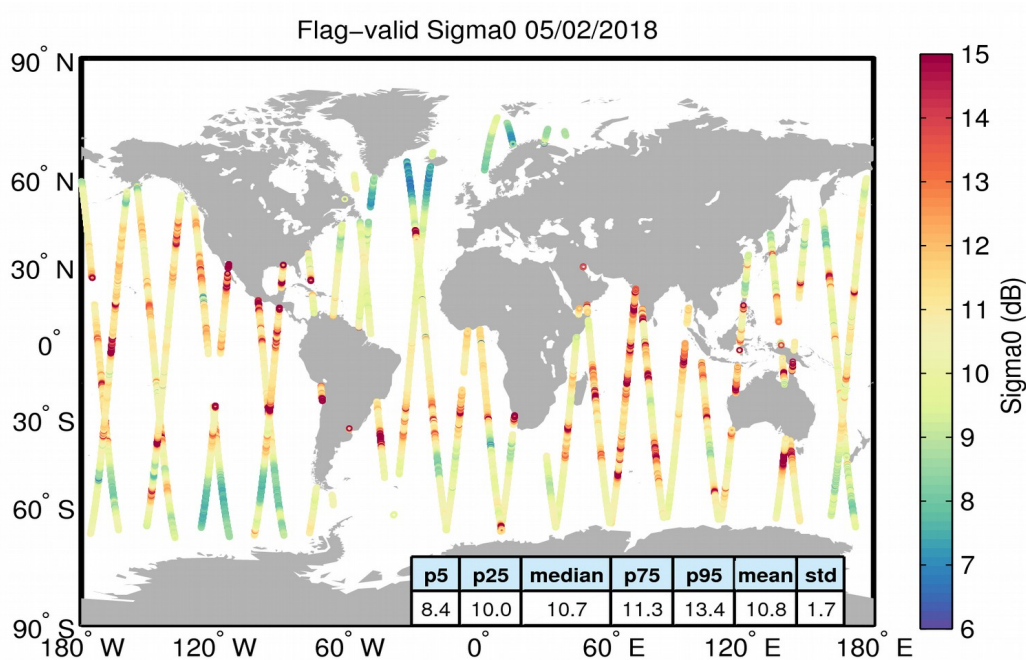 Flag−valid Sigma0 05/02/2018
90° N
60° N
30° N
0°
30° S
60° S
90° S
180° W 120° W 60° W 0° 60° E 120° E 180° E
p5 p25 median p75 p95 mean std
8.4 10.0 10.7 11.3 13.4 10.8 1.7
15
14
13
12
11
10
9
8
7
6
Sigma0 (dB)